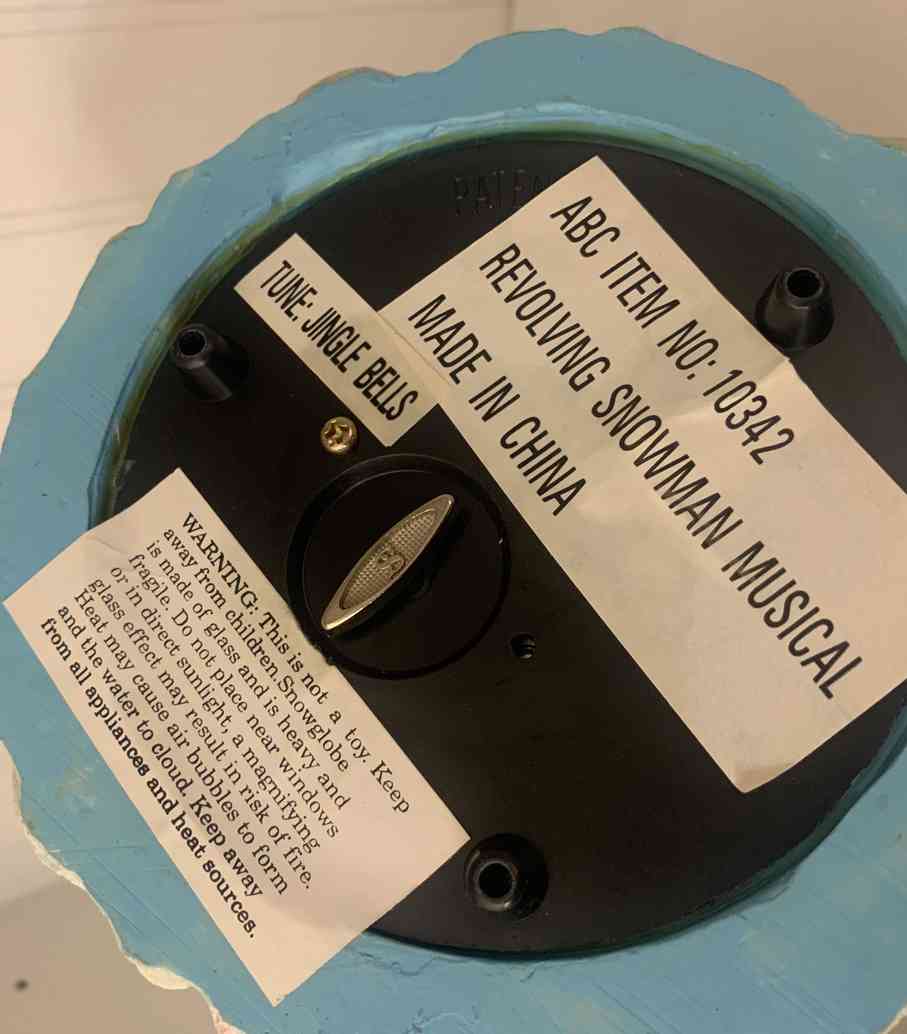 ABC ITEM NO: 10342
REVOLVING SNOWMAN MUSICAL
MADE IN CHINA
TUNE: JINGLE BELLS
WARNING: This is not a toy. Keep
away from children.Snowglobe
is made of glass and is heavy and
fragile. Do not place near windows
or in direct sunlight, a magnifying
glass effect may result in risk of fire.
Heat may cause air bubbles to form
and the water to cloud. Keep away
from all appliances and heat sources.